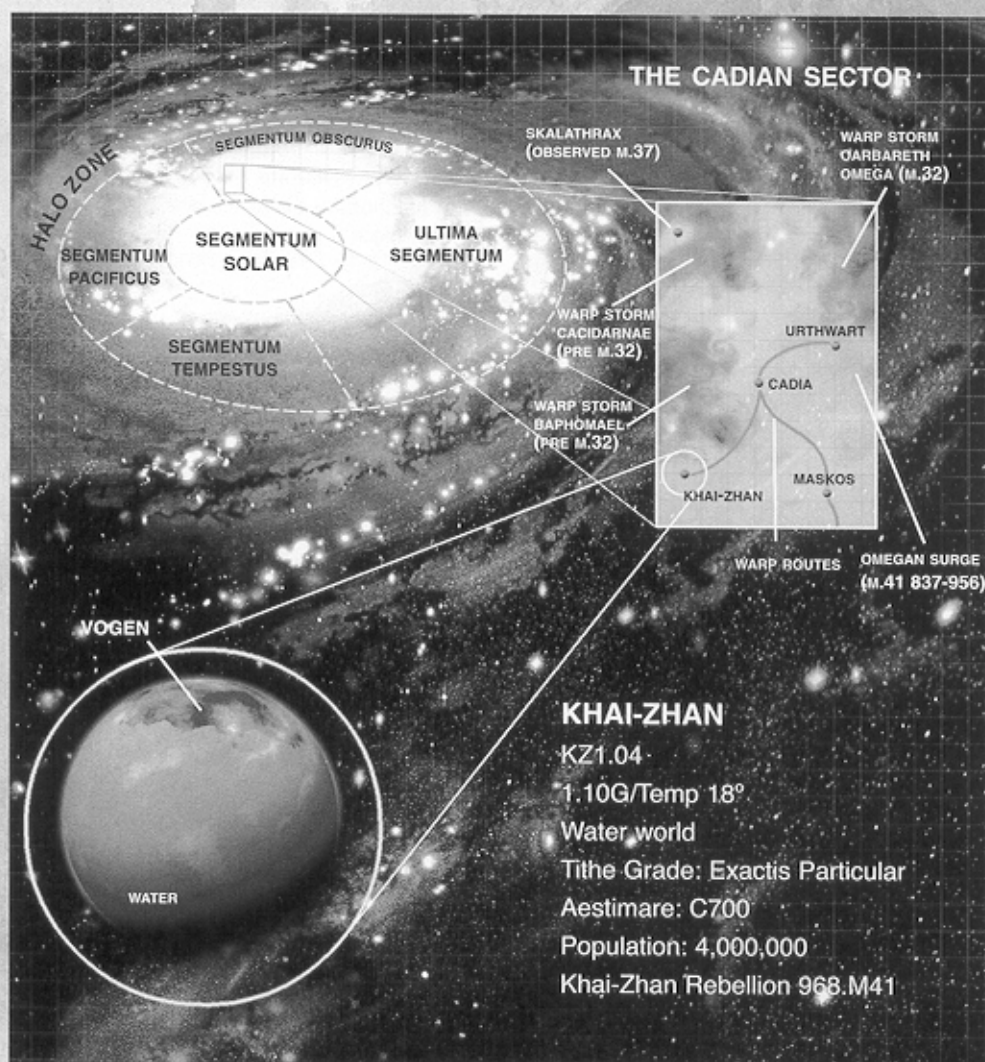 THE CADIAN SECTOR
SKALATHRAX
(OBSERVED M.37)
WARP STORM
OARBARETH
OMEGA (M.32)
SEGMENTUM OBSCURUS
HALO ZONE
SEGMENTUM
SOLAR
ULTIMA
SEGMENTUM
SEGMENTUM
PACIFICUS
SEGMENTUM
TEMPESTUS
WARP STORM
CACIDARNAE
(PRE M.32)
URTHWART
CADIA
WARP STORM
BAPHOMAEL
(PRE M.32)
KHAI-ZHAN
MASKOS
WARP ROUTES
OMEGAN SURGE
(M.41 837-956)
VOGEN
WATER
KHAI-ZHAN
KZ1.04
1.10G/Temp 18º
Water world
Tithe Grade: Exactis Particular
Aestimare: C700
Population: 4,000,000
Khai-Zhan Rebellion 968.M41